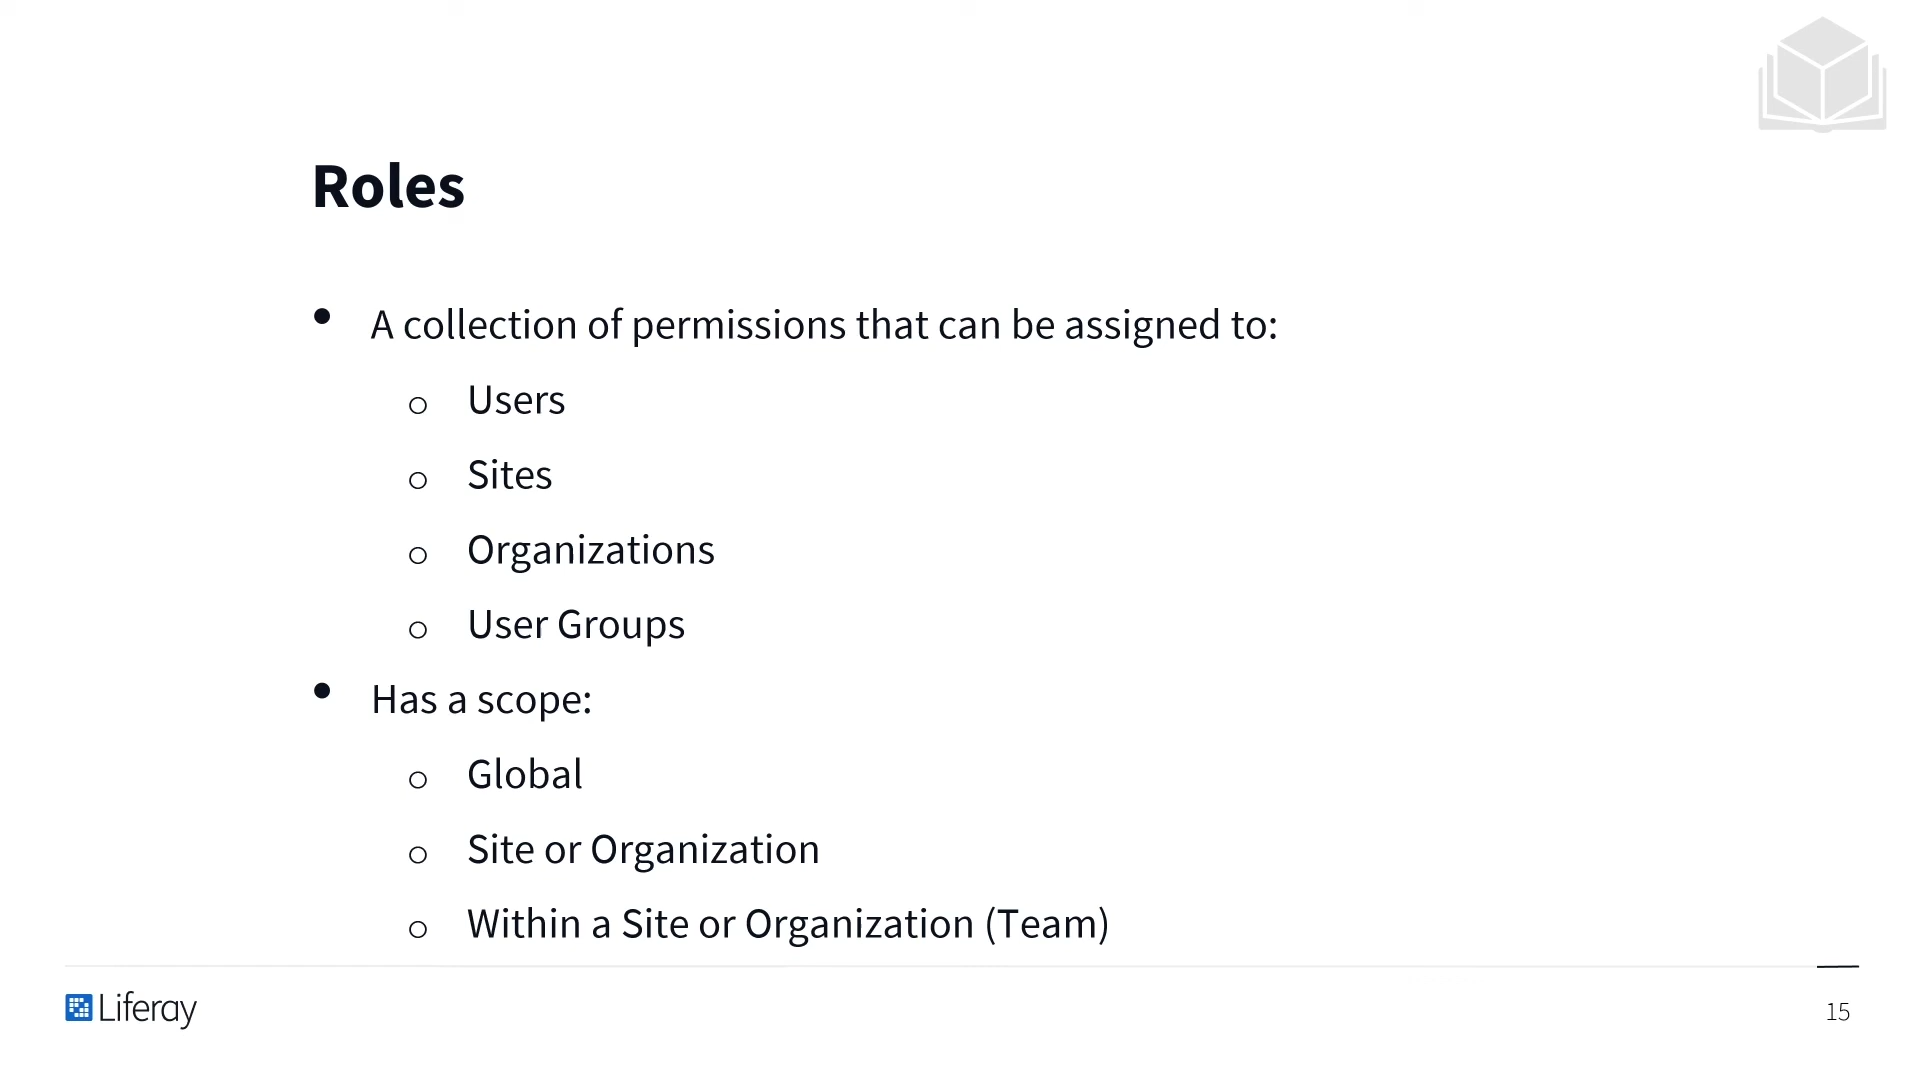 Roles
• A collection of permissions that can be assigned to:
o Users
o Sites
o Organizations
o User Groups
• Has a scope:
o Global
o Site or Organization
o Within a Site or Organization (Team)
Liferay
15